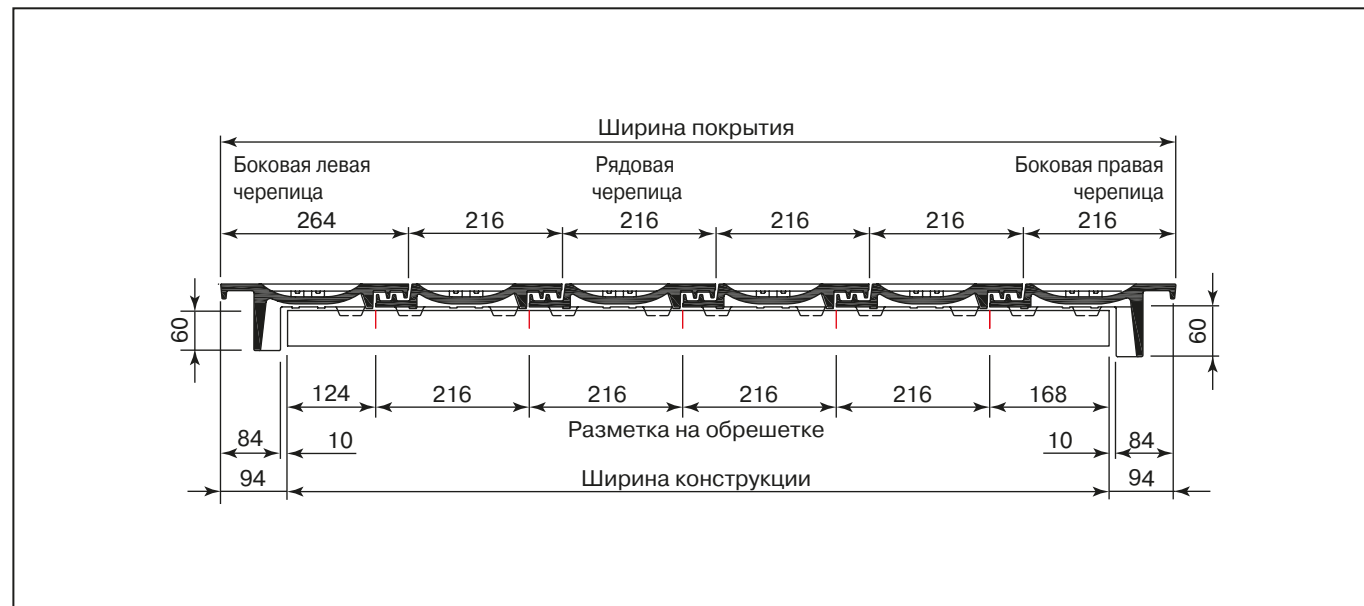 Ширина покрытия
Боковая левая
черепица
Рядовая
черепица
Боковая правая
черепица
264 216 216 216 216 216
60
60
124 216 216 216 216 168
Разметка на обрешетке
84 10 10 84
94 Ширина конструкции 94